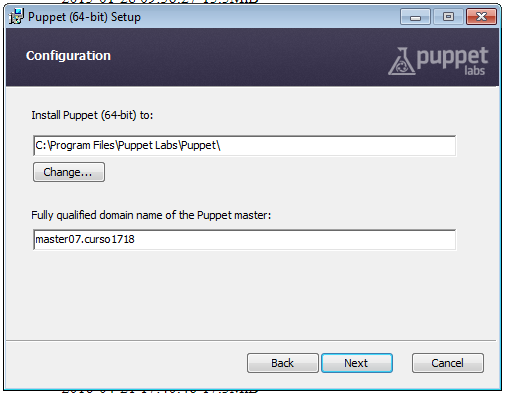 Puppet (64-bit) Setup
Configuration
puppet
labs
Install Puppet (64-bit) to:
C:\Program Files\Puppet Labs\Puppet\
Change...
Fully qualified domain name of the Puppet master:
master07.curso1718
Back
Next
Cancel